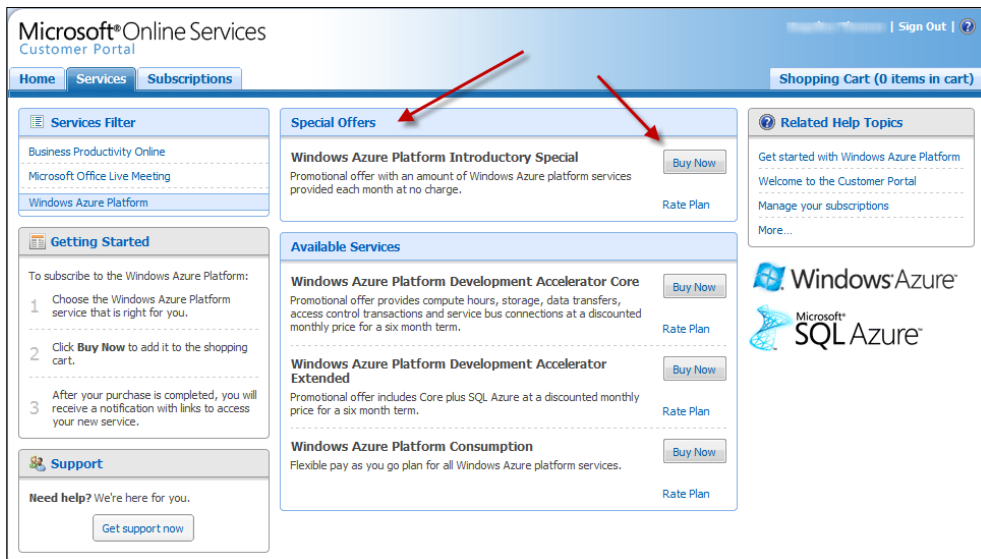 Microsoft® Online Services
Customer Portal
| Sign Out |
Home Services Subscriptions
Shopping Cart (0 items in cart)
Services Filter
Business Productivity Online
Microsoft Office Live Meeting
Windows Azure Platform
Getting Started
To subscribe to the Windows Azure Platform:
1 Choose the Windows Azure Platform
service that is right for you.
2 Click Buy Now to add it to the shopping
cart.
3 After your purchase is completed, you will
receive a notification with links to access
your new service.
Support
Need help? We're here for you.
Get support now
Special Offers
Windows Azure Platform Introductory Special
Buy Now
Promotional offer with an amount of Windows Azure platform services
provided each month at no charge.
Rate Plan
Available Services
Windows Azure Platform Development Accelerator Core
Buy Now
Promotional offer provides compute hours, storage, data transfers,
access control transactions and service bus connections at a discounted
monthly price for a six month term.
Rate Plan
Windows Azure Platform Development Accelerator
Extended
Buy Now
Promotional offer includes Core plus SQL Azure at a discounted monthly
price for a six month term.
Rate Plan
Windows Azure Platform Consumption
Buy Now
Flexible pay as you go plan for all Windows Azure platform services.
Rate Plan
Related Help Topics
Get started with Windows Azure Platform
Welcome to the Customer Portal
Manage your subscriptions
More...
Windows Azure™
Microsoft®
SQL Azure™